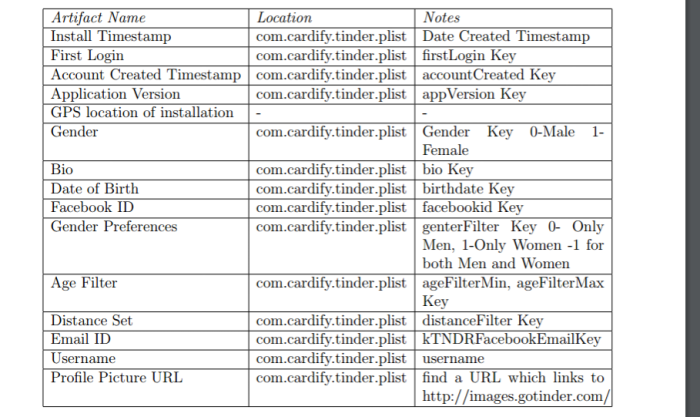 Artifact Name Location Notes
Install Timestamp com.cardify.tinder.plist Date Created Timestamp
First Login com.cardify.tinder.plist firstLogin Key
Account Created Timestamp com.cardify.tinder.plist accountCreated Key
Application Version com.cardify.tinder.plist appVersion Key
GPS location of installation - -
Gender com.cardify.tinder.plist Gender Key 0-Male 1-
Female
Bio com.cardify.tinder.plist bio Key
Date of Birth com.cardify.tinder.plist birthdate Key
Facebook ID com.cardify.tinder.plist facebookid Key
Gender Preferences com.cardify.tinder.plist genterFilter Key 0- Only
Men, 1-Only Women -1 for
both Men and Women
Age Filter com.cardify.tinder.plist ageFilterMin, ageFilterMax
Key
Distance Set com.cardify.tinder.plist distanceFilter Key
Email ID com.cardify.tinder.plist kTNDRFacebookEmailKey
Username com.cardify.tinder.plist username
Profile Picture URL com.cardify.tinder.plist find a URL which links to
http://images.gotinder.com/